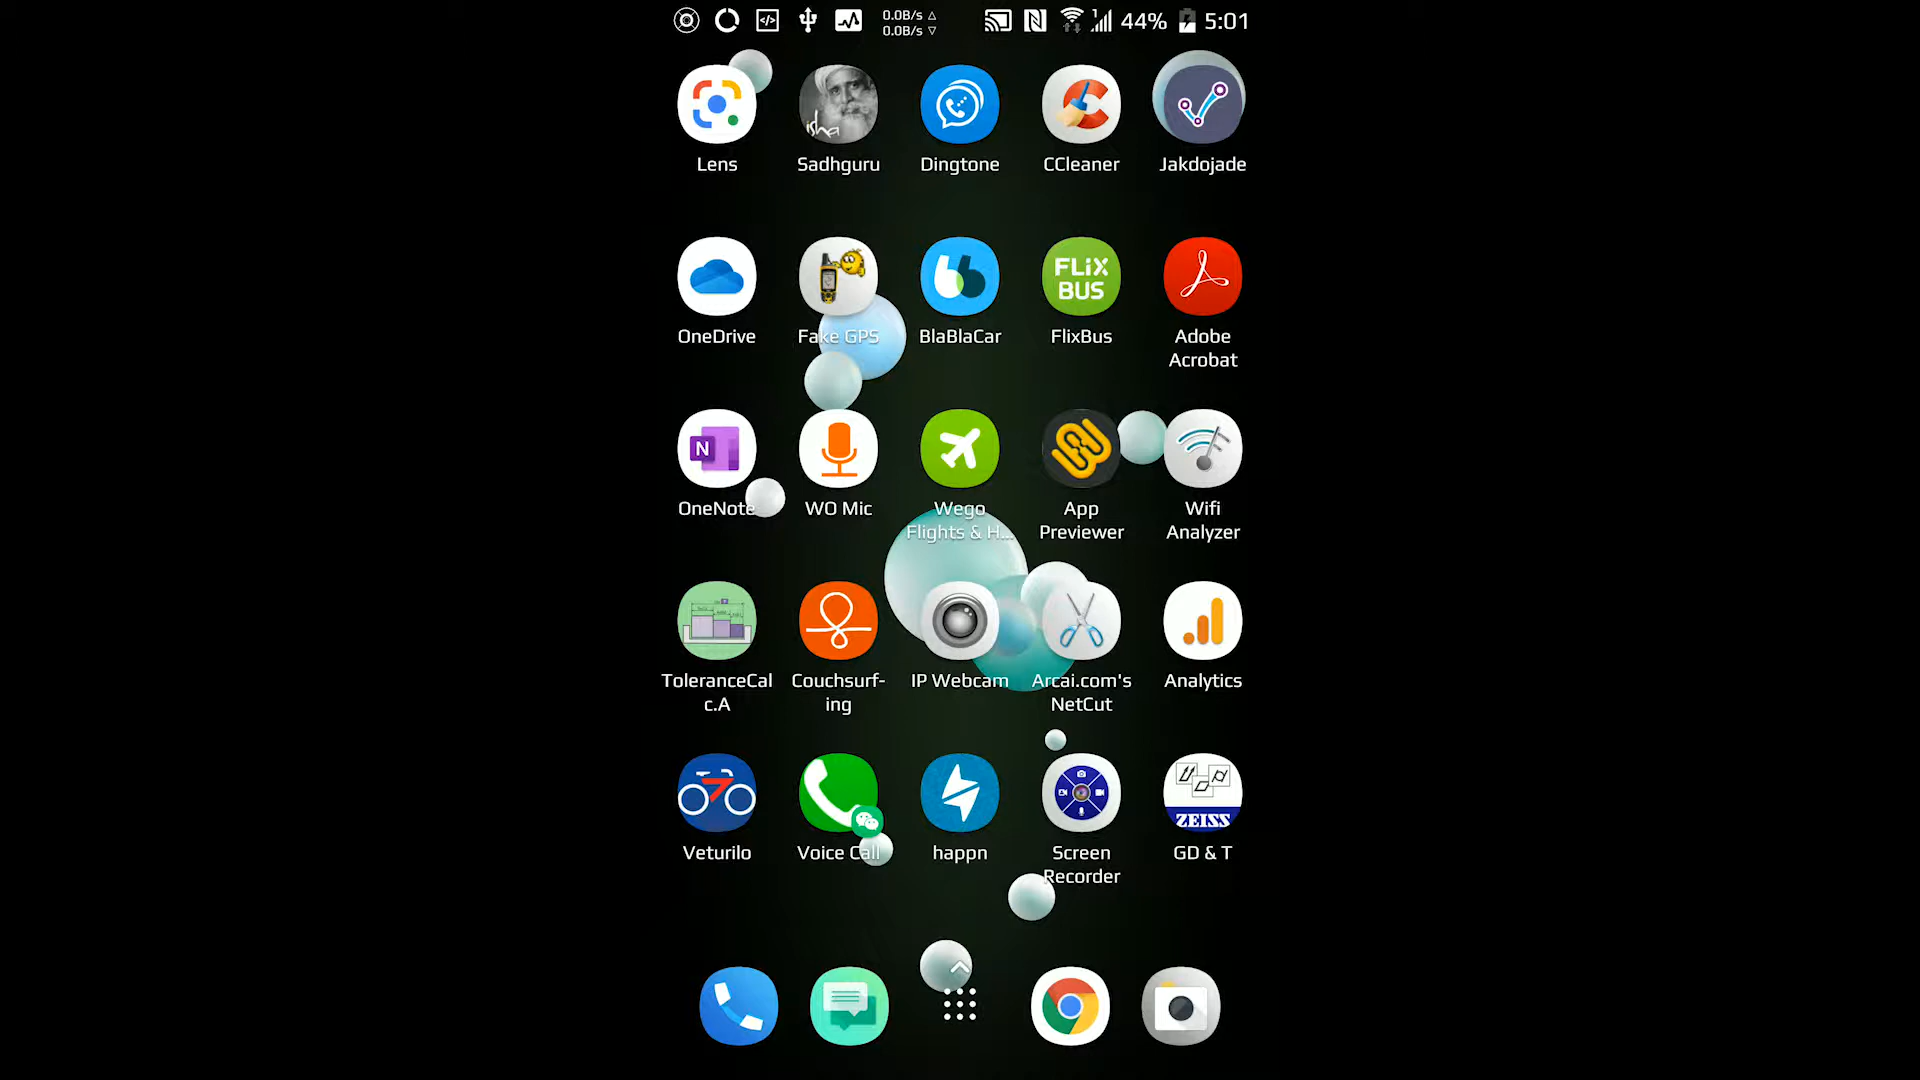 0.0B/s △
0.0B/s ▽
44%
5:01
isha
Lens
Sadhguru
Dingtone
CCleaner
Jakdojade
FLiX
BUS
OneDrive
Fake GPS
BlaBlaCar
FlixBus
Adobe
Acrobat
N
OneNote
WO Mic
Wego
Flights & H...
App
Previewer
Wifi
Analyzer
ToleranceCal
c.A
Couchsurf-
ing
IP Webcam
Arcai.com's
NetCut
Analytics
ZEISS
Veturilo
Voice Call
happn
Screen
Recorder
GD & T